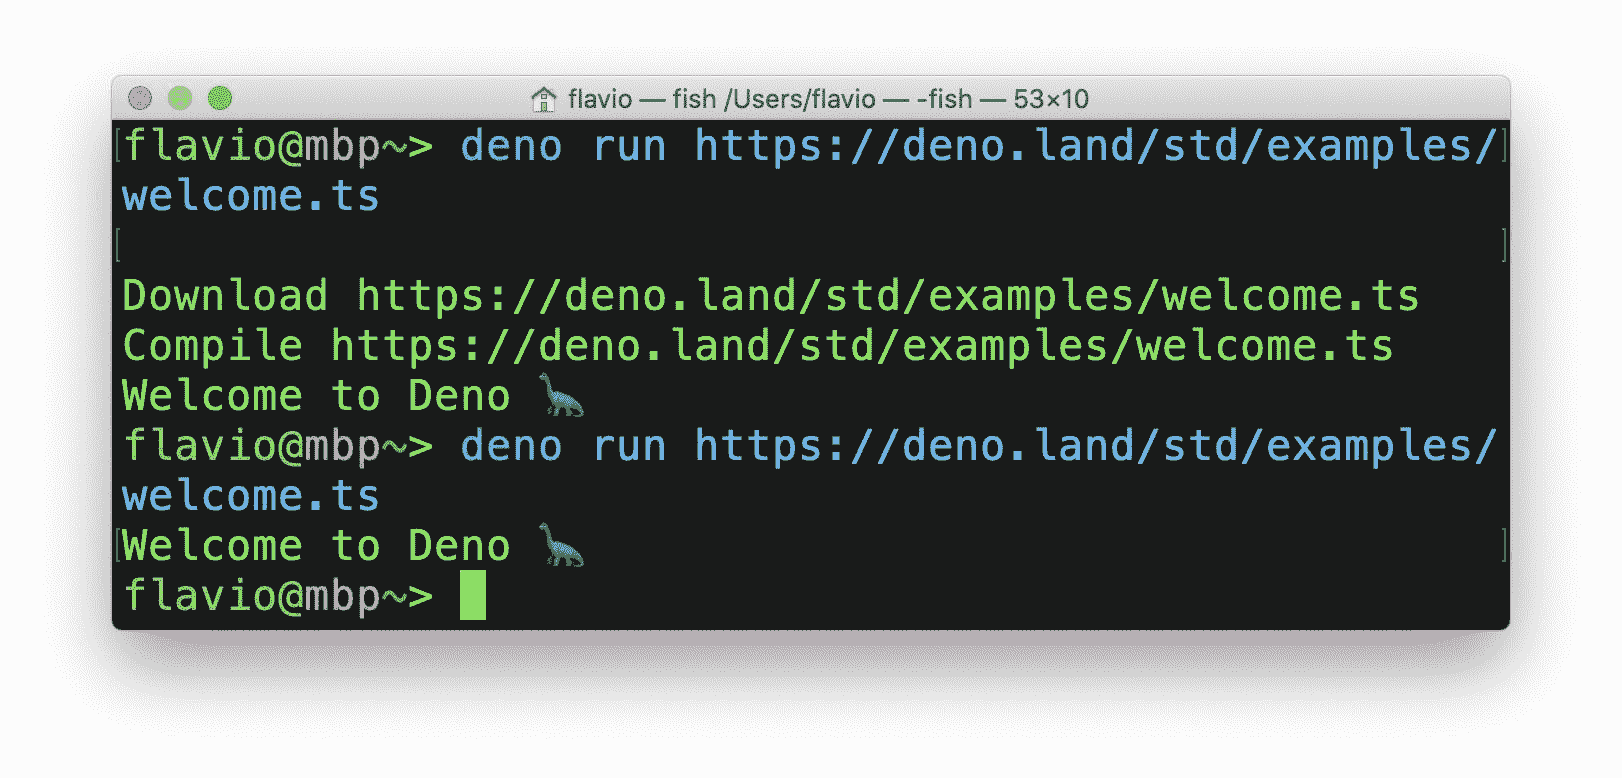 flavio — fish /Users/flavio — -fish — 53×10
flavio@mbp~> deno run https://deno.land/std/examples/
welcome.ts
Download https://deno.land/std/examples/welcome.ts
Compile https://deno.land/std/examples/welcome.ts
Welcome to Deno 🦕
flavio@mbp~> deno run https://deno.land/std/examples/
welcome.ts
Welcome to Deno 🦕
flavio@mbp~>